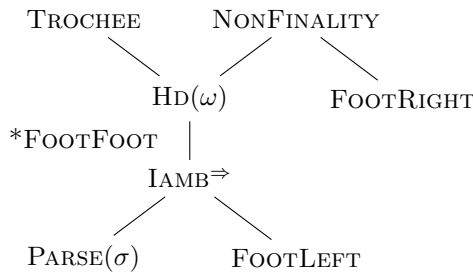 TROCHEE NONFINALITY
HD(ω) FOOTRIGHT
*FOOTFOOT
IAMB⇒
PARSE(σ) FOOTLEFT